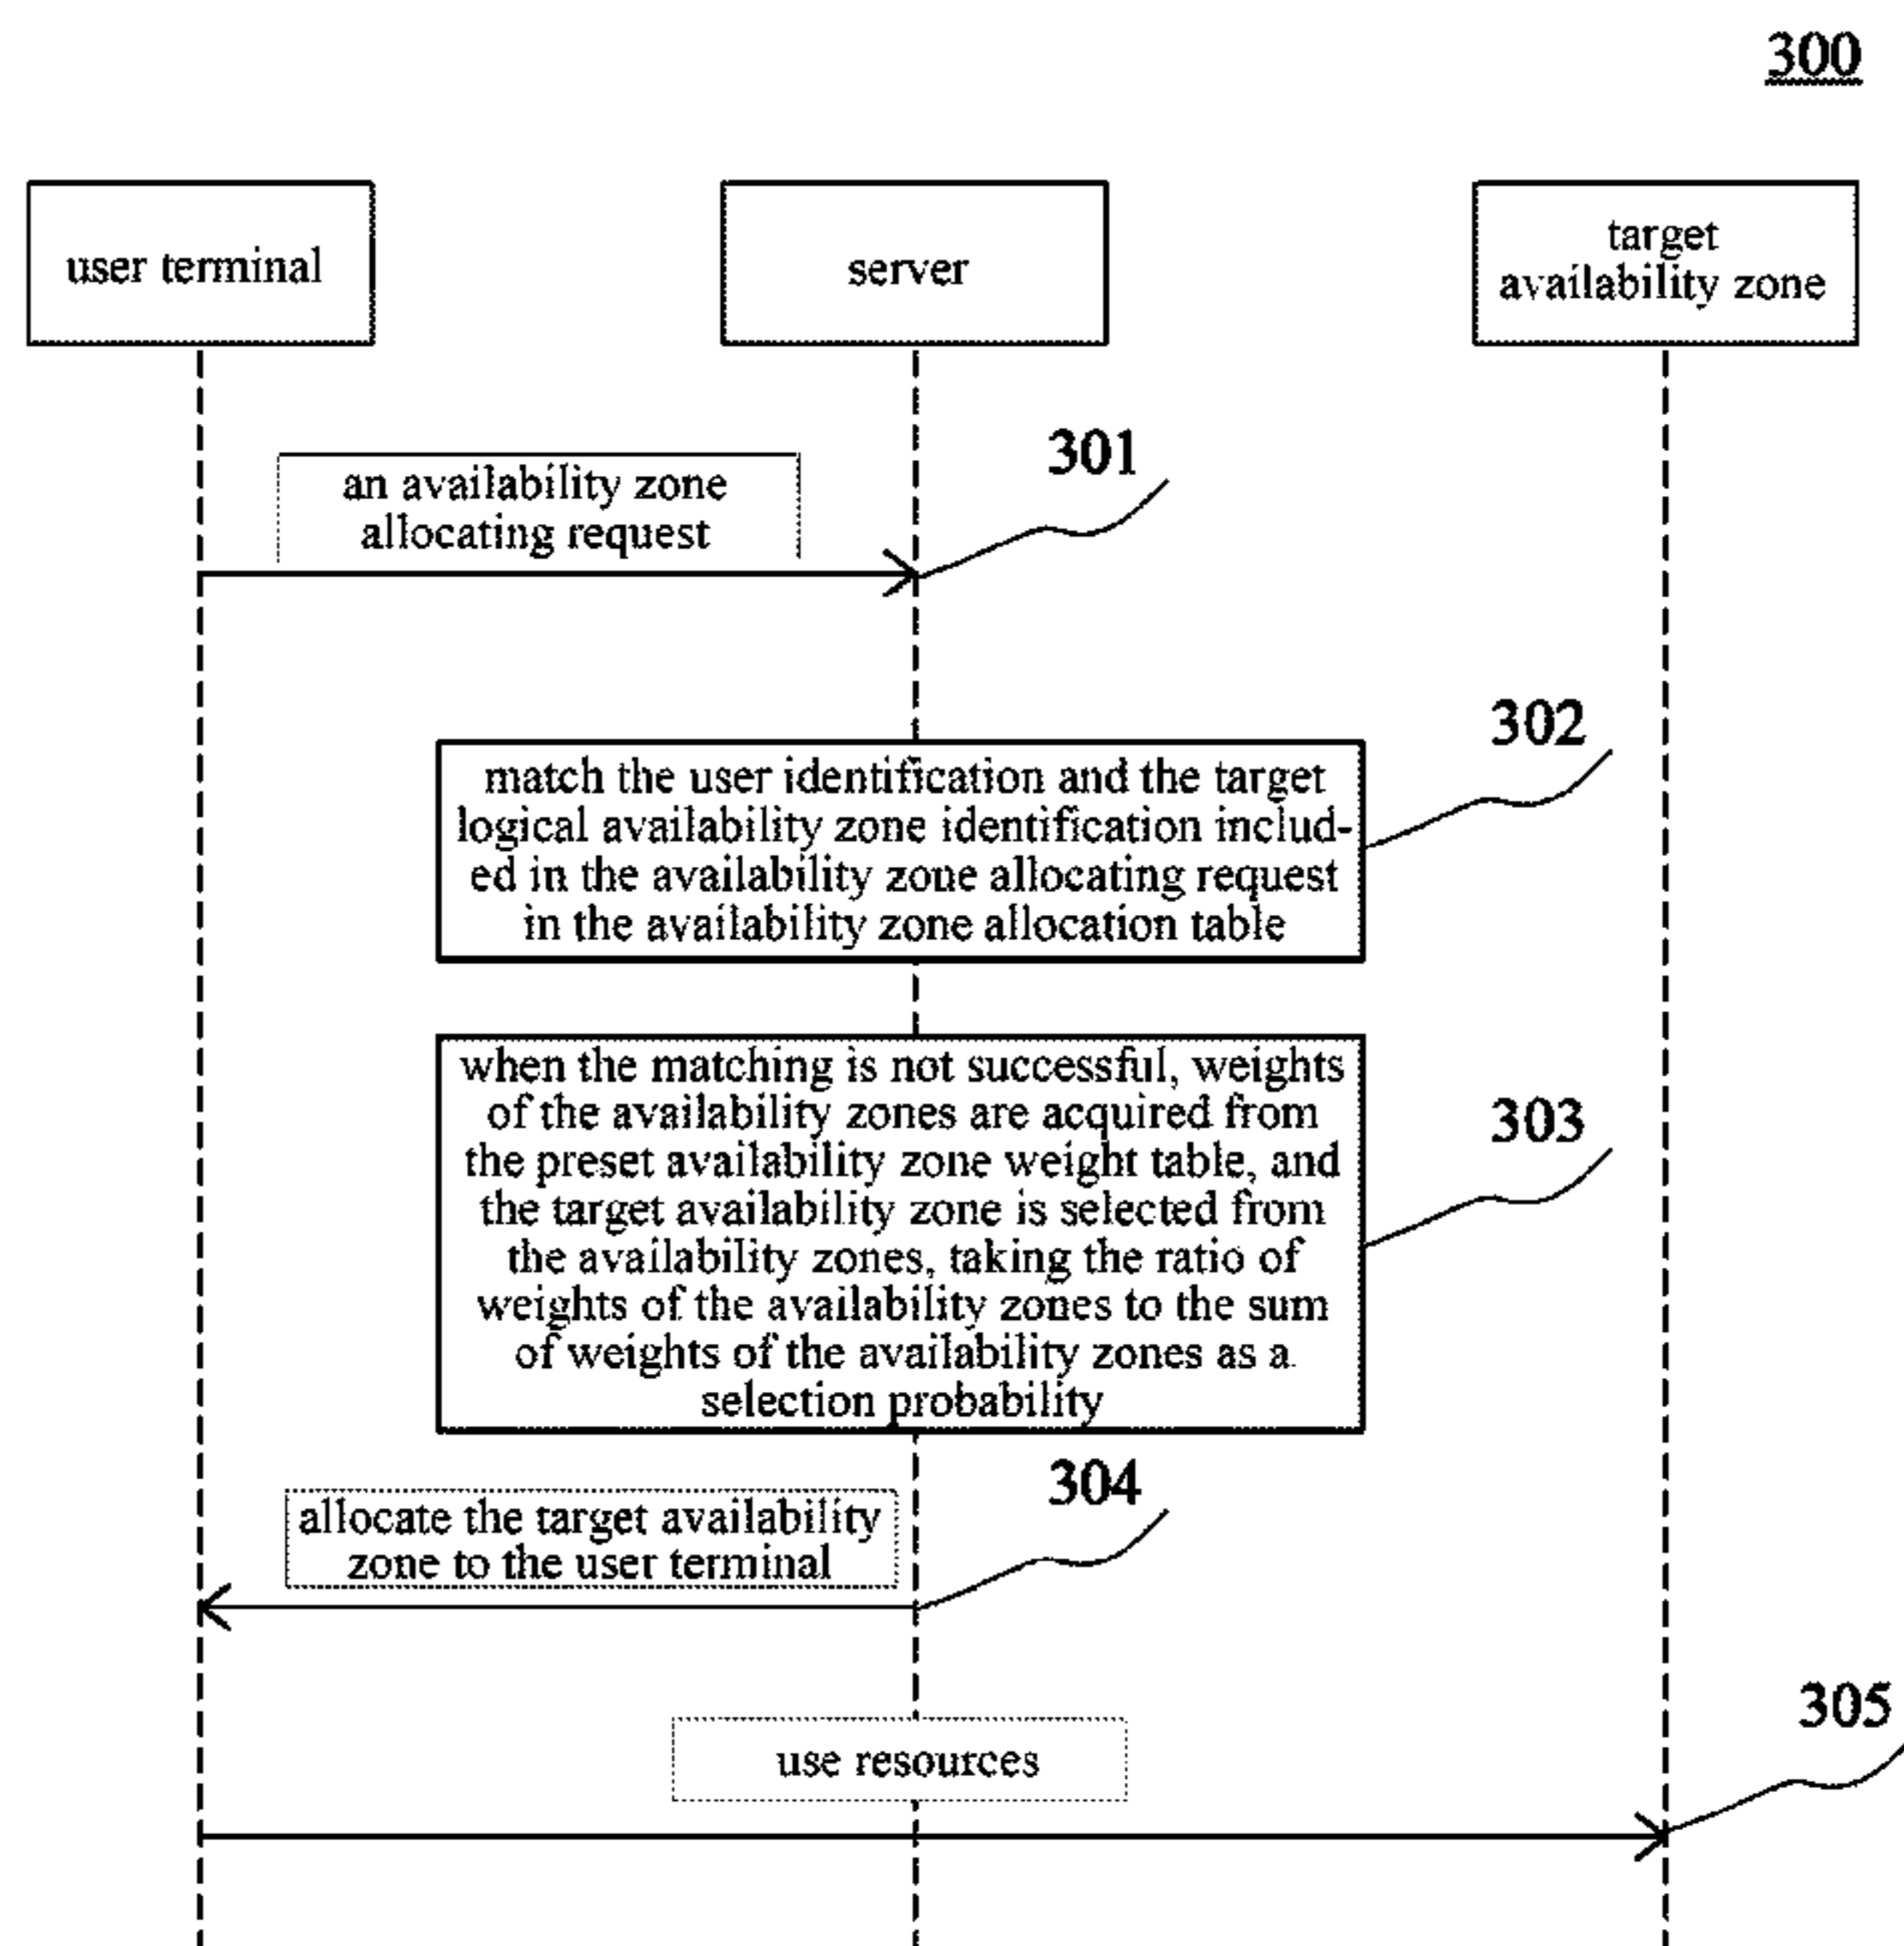 300
user terminal
server
target
availability zone
301
an availability zone
allocating request
302
match the user identification and the target
logical availability zone identification includ-
ed in the availability zone allocating request
in the availability zone allocation table
303
when the matching is not successful, weights
of the availability zones are acquired from
the preset availability zone weight table, and
the target availability zone is selected from
the availability zones, taking the ratio of
weights of the availability zones to the sum
of weights of the availability zones as a
selection probability
304
allocate the target availability
zone to the user terminal
305
use resources